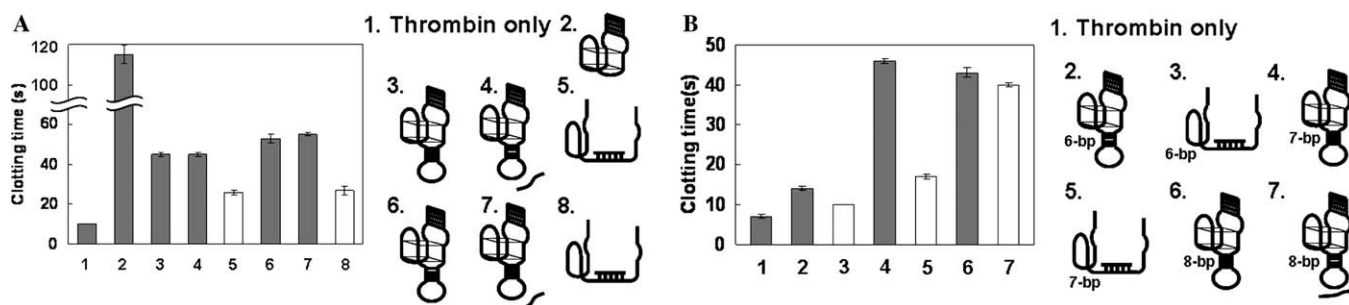 A
Clotting time (s)
120
100
60
40
20
0
1 2 3 4 5 6 7 8
1. Thrombin only 2.
3. 4. 5.
6. 7. 8.
B
Clotting time(s)
50
40
30
20
10
0
1 2 3 4 5 6 7
1. Thrombin only
2. 3. 4.
6-bp 6-bp 7-bp
5. 6. 7.
7-bp 8-bp 8-bp